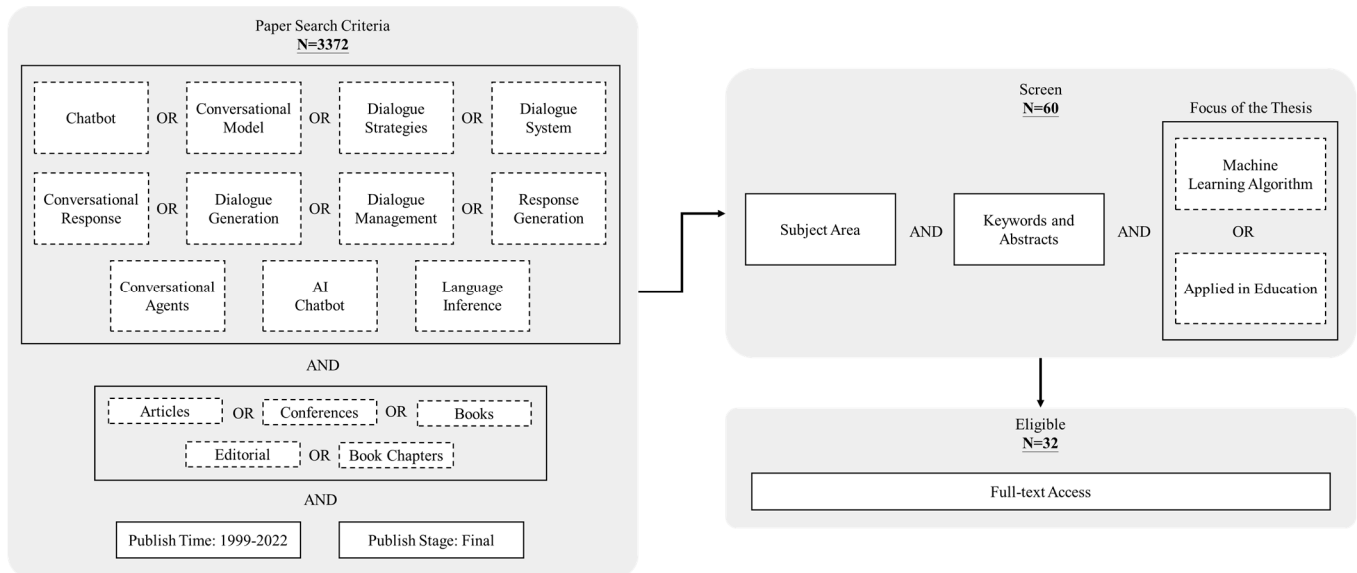 Paper Search Criteria
N=3372
Chatbot OR Conversational Model OR Dialogue Strategies OR Dialogue System
Conversational Response OR Dialogue Generation OR Dialogue Management OR Response Generation
Conversational Agents AI Chatbot Language Inference
AND
Articles OR Conferences OR Books
Editorial OR Book Chapters
AND
Publish Time: 1999-2022 Publish Stage: Final
Screen
N=60
Subject Area AND Keywords and Abstracts AND
Focus of the Thesis
Machine Learning Algorithm
OR
Applied in Education
Eligible
N=32
Full-text Access